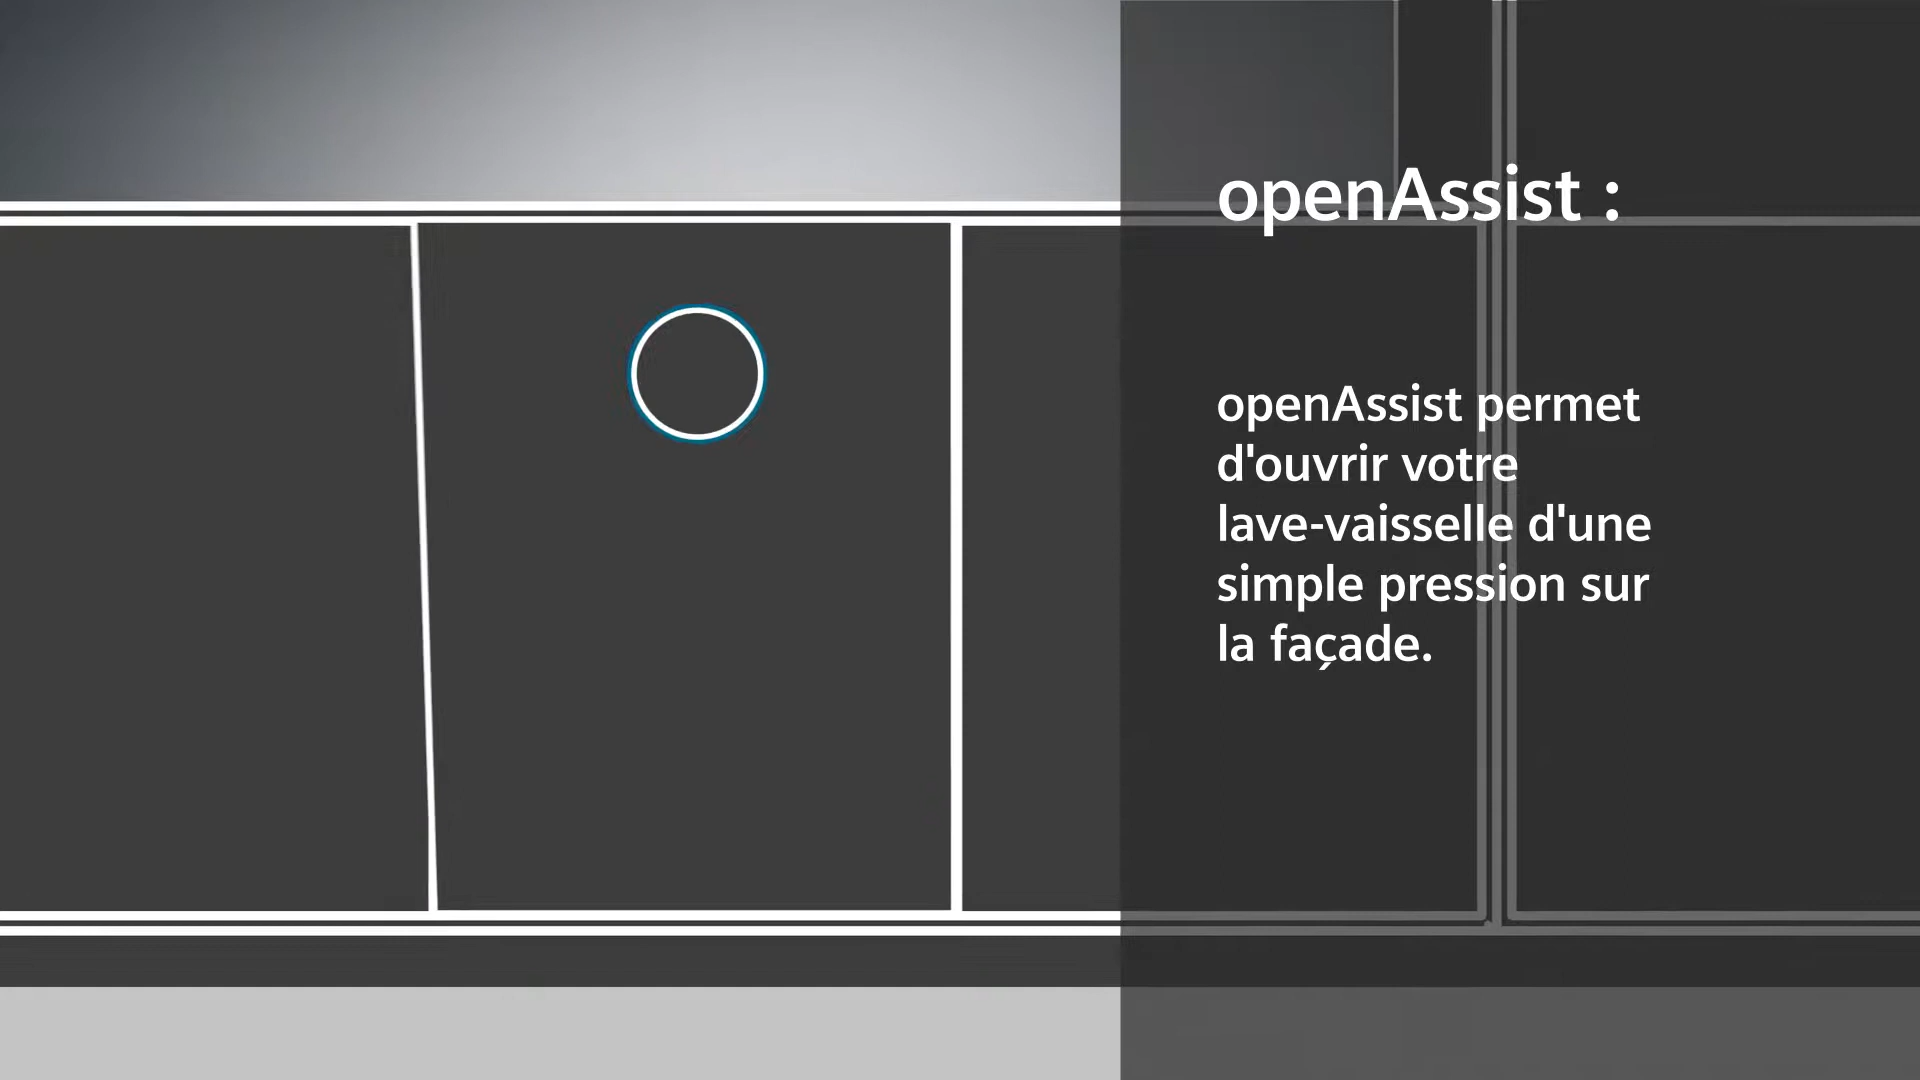 openAssist :
openAssist permet
d'ouvrir votre
lave-vaisselle d'une
simple pression sur
la façade.